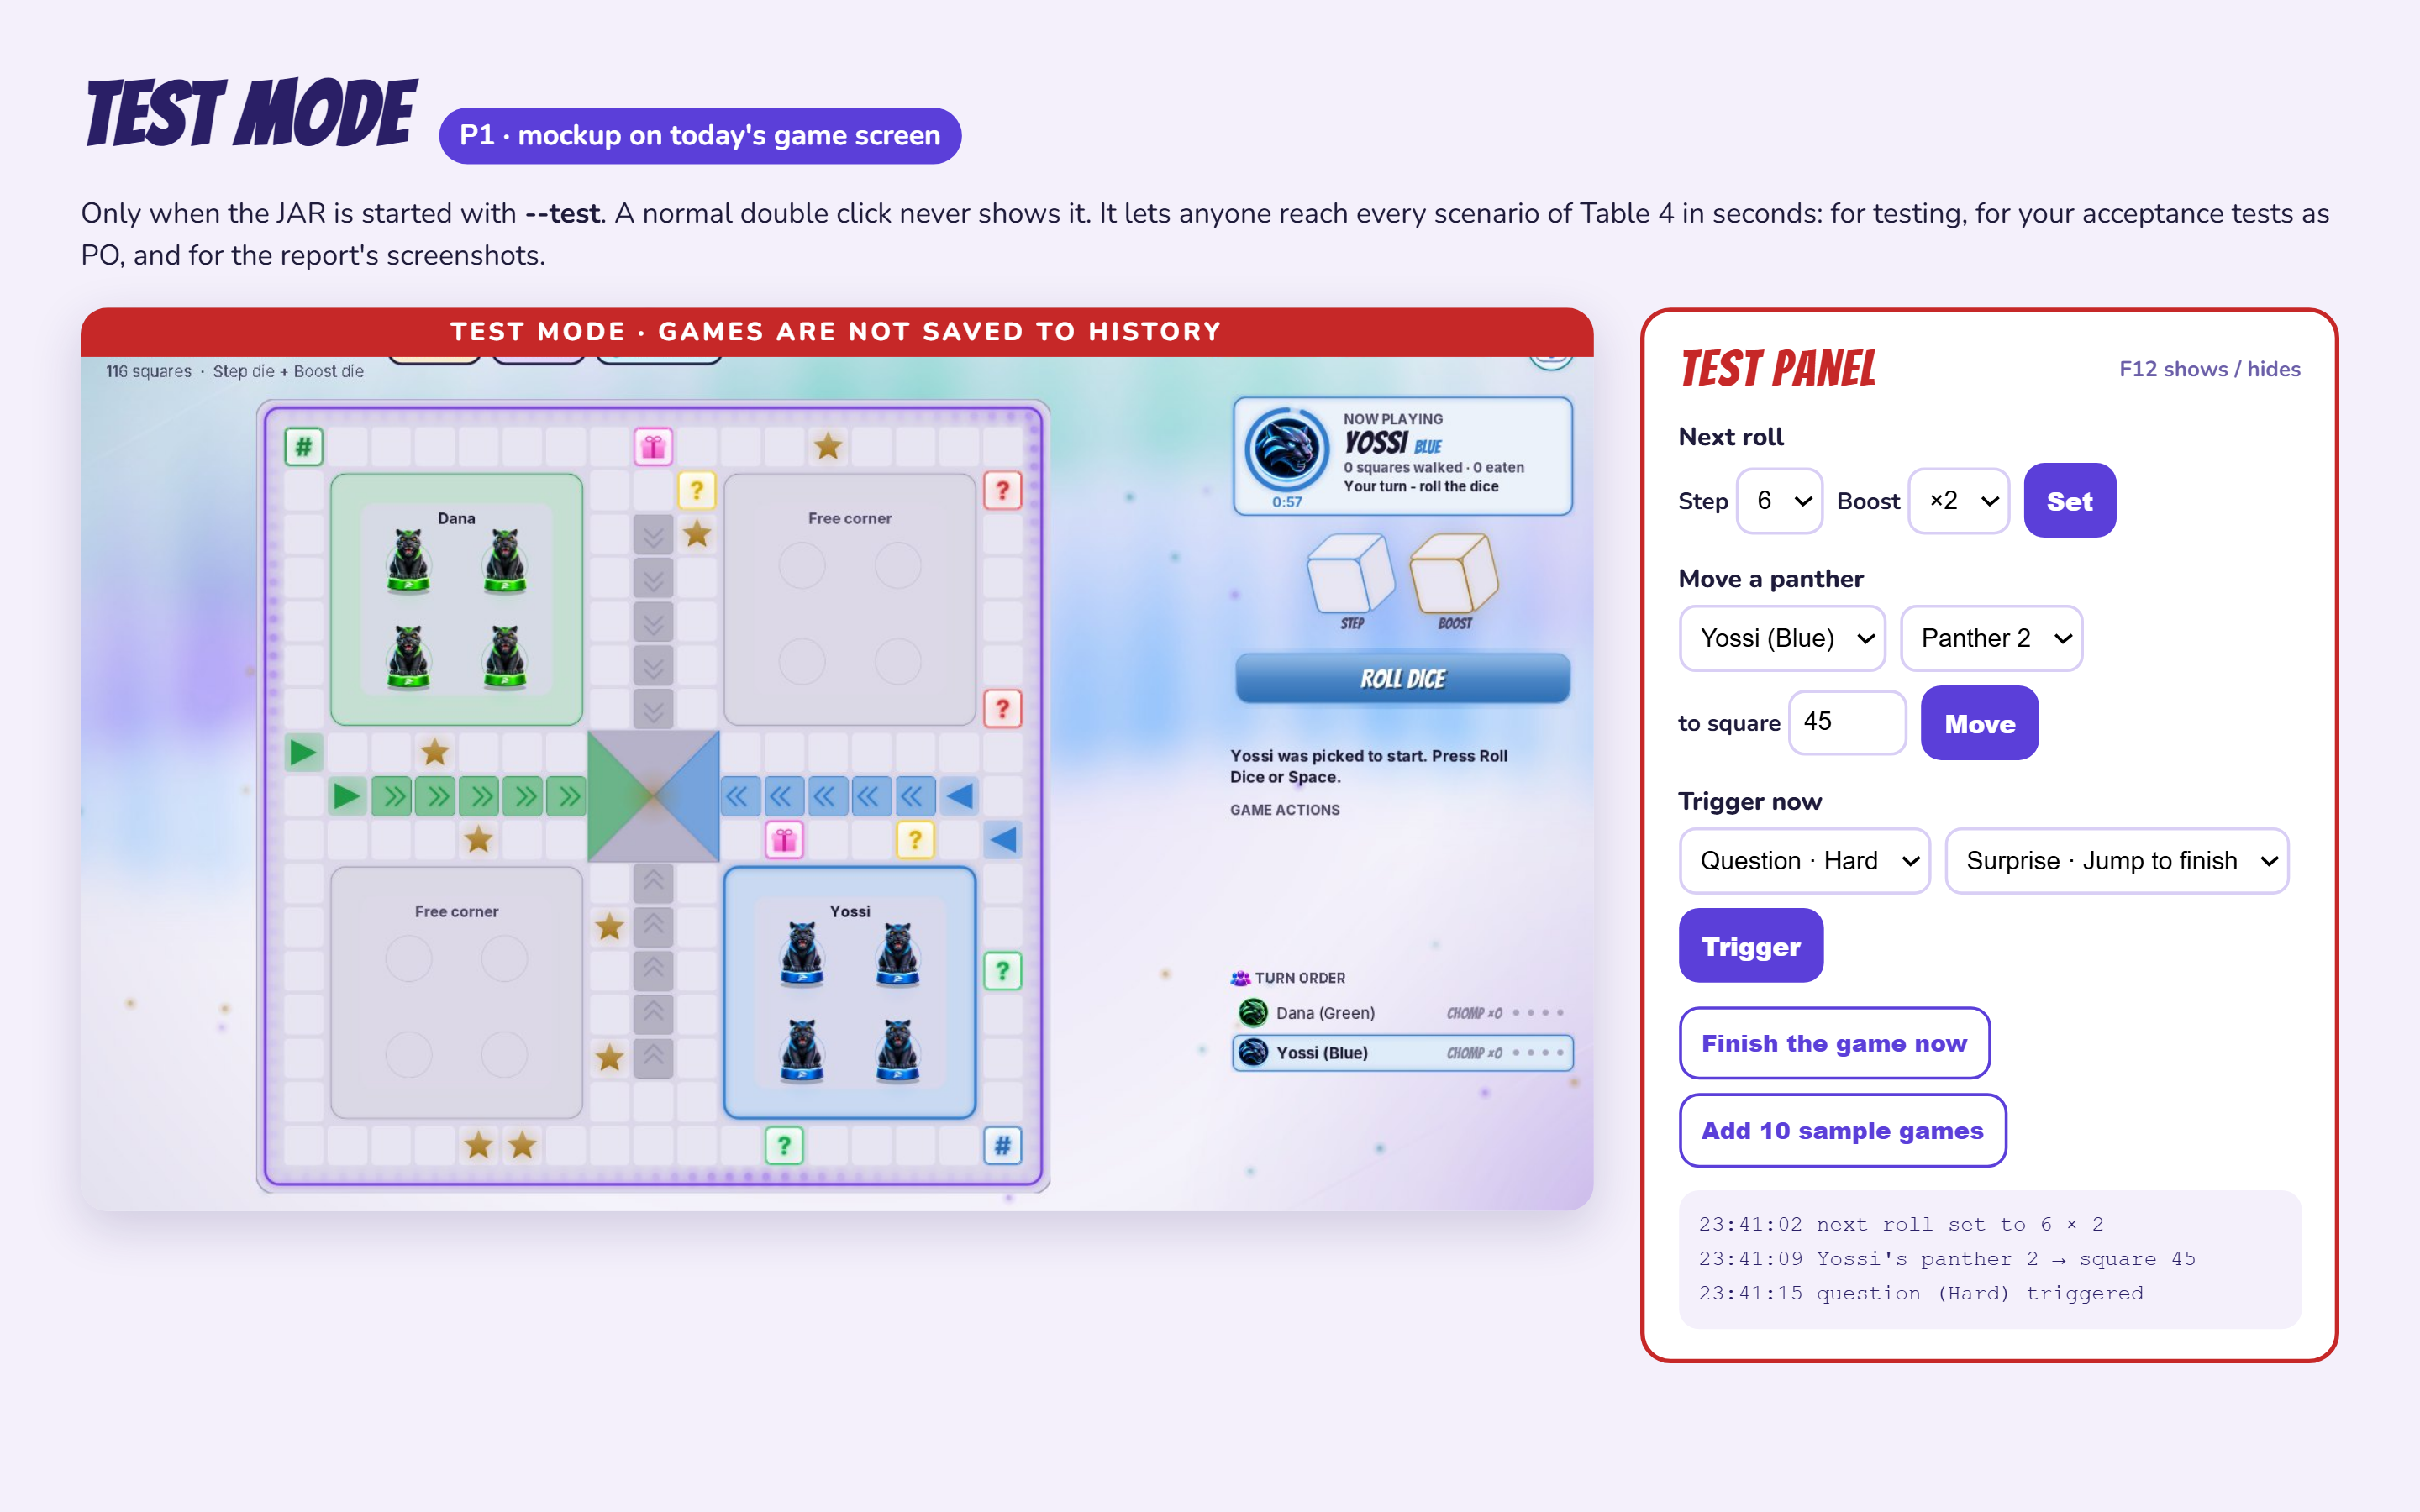 TEST MODE
P1 · mockup on today's game screen
Only when the JAR is started with --test. A normal double click never shows it. It lets anyone reach every scenario of Table 4 in seconds: for testing, for your acceptance tests as
PO, and for the report's screenshots.
TEST MODE · GAMES ARE NOT SAVED TO HISTORY
116 squares · Step die + Boost die
#
?
?
Dana
Free corner
?
?
Free corner
Yossi
?
?
#
NOW PLAYING
YOSSI BLUE
0 squares walked · 0 eaten
Your turn - roll the dice
0:57
STEP
BOOST
ROLL DICE
Yossi was picked to start. Press Roll
Dice or Space.
GAME ACTIONS
TURN ORDER
Dana (Green) CHOMP ×0
Yossi (Blue) CHOMP ×0
TEST PANEL
F12 shows / hides
Next roll
Step 6 Boost ×2 Set
Move a panther
Yossi (Blue) Panther 2
to square 45 Move
Trigger now
Question · Hard Surprise · Jump to finish
Trigger
Finish the game now
Add 10 sample games
23:41:02 next roll set to 6 × 2
23:41:09 Yossi's panther 2 → square 45
23:41:15 question (Hard) triggered